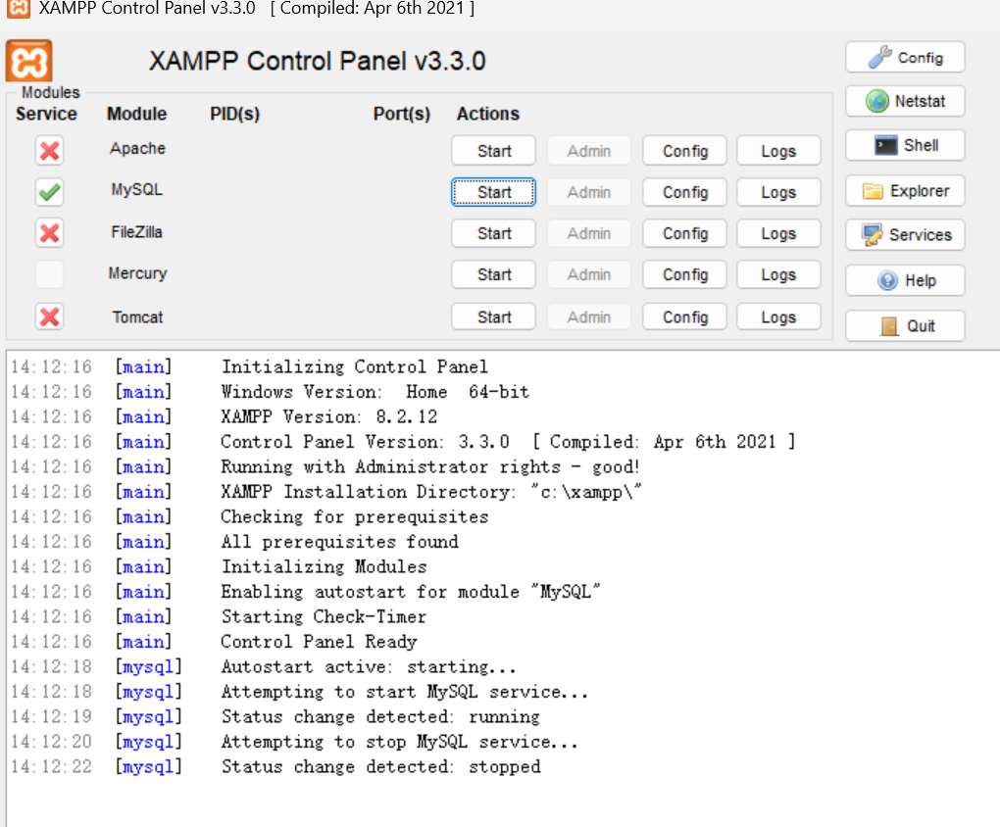 XAMPP Control Panel v3.3.0 [ Compiled: Apr 6th 2021 ]
XAMPP Control Panel v3.3.0
Config
Modules
Service Module PID(s) Port(s) Actions
Netstat
Apache Start Admin Config Logs
Shell
MySQL Start Admin Config Logs
Explorer
FileZilla Start Admin Config Logs
Services
Mercury Start Admin Config Logs
Help
Tomcat Start Admin Config Logs
Quit
14:12:16 [main] Initializing Control Panel
14:12:16 [main] Windows Version: Home 64-bit
14:12:16 [main] XAMPP Version: 8.2.12
14:12:16 [main] Control Panel Version: 3.3.0 [ Compiled: Apr 6th 2021 ]
14:12:16 [main] Running with Administrator rights - good!
14:12:16 [main] XAMPP Installation Directory: "c:\xampp\"
14:12:16 [main] Checking for prerequisites
14:12:16 [main] All prerequisites found
14:12:16 [main] Initializing Modules
14:12:16 [main] Enabling autostart for module "MySQL"
14:12:16 [main] Starting Check-Timer
14:12:16 [main] Control Panel Ready
14:12:18 [mysql] Autostart active: starting...
14:12:18 [mysql] Attempting to start MySQL service...
14:12:19 [mysql] Status change detected: running
14:12:20 [mysql] Attempting to stop MySQL service...
14:12:22 [mysql] Status change detected: stopped